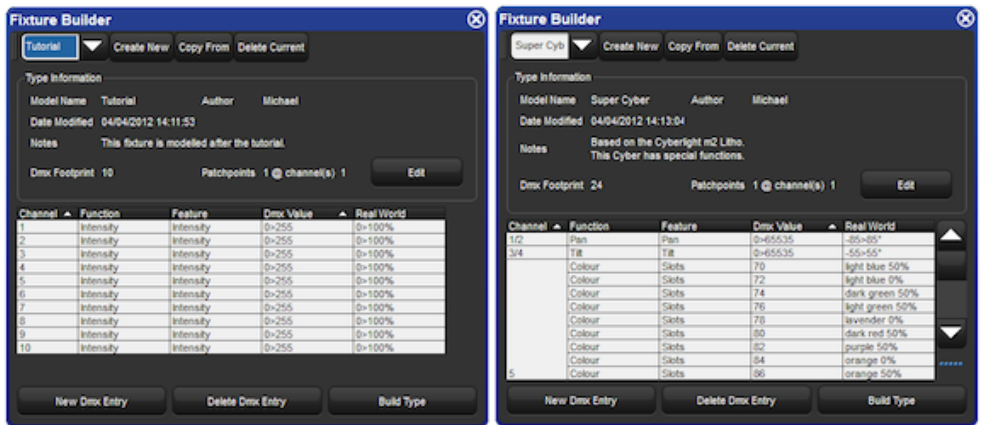 Fixture Builder
Tutorial Create New Copy From Delete Current
Type Information
Model Name Tutorial Author Michael
Date Modified 04/04/2012 14:11:53
Notes This fixture is modelled after the tutorial.
Dmx Footprint 10 Patchpoints 1 @ channel(s) 1 Edit
Channel Function Feature Dmx Value Real World
1 Intensity Intensity 0>255 0>100%
2 Intensity Intensity 0>255 0>100%
3 Intensity Intensity 0>255 0>100%
4 Intensity Intensity 0>255 0>100%
5 Intensity Intensity 0>255 0>100%
6 Intensity Intensity 0>255 0>100%
7 Intensity Intensity 0>255 0>100%
8 Intensity Intensity 0>255 0>100%
9 Intensity Intensity 0>255 0>100%
10 Intensity Intensity 0>255 0>100%
New Dmx Entry Delete Dmx Entry Build Type
Fixture Builder
Super Cyb Create New Copy From Delete Current
Type Information
Model Name Super Cyber Author Michael
Date Modified 04/04/2012 14:13:04
Notes Based on the Cyberlight m2 Litho.
This Cyber has special functions.
Dmx Footprint 24 Patchpoints 1 @ channel(s) 1 Edit
Channel Function Feature Dmx Value Real World
1/2 Pan Pan 0>65535 -85>85°
3/4 Tilt Tilt 0>65535 -55>55°
Colour Slots 70 light blue 50%
Colour Slots 72 light blue 0%
Colour Slots 74 dark green 50%
Colour Slots 76 light green 50%
Colour Slots 78 lavender 0%
Colour Slots 80 dark red 50%
Colour Slots 82 purple 50%
Colour Slots 84 orange 0%
5 Colour Slots 86 orange 50%
New Dmx Entry Delete Dmx Entry Build Type